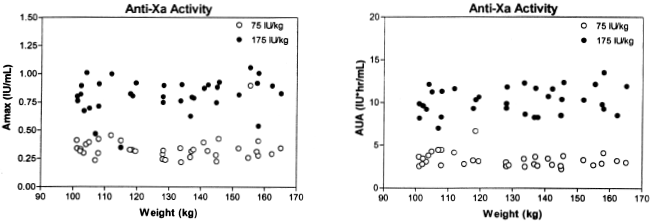 Anti-Xa Activity
75 IU/kg
175 IU/kg
Amax (IU/mL)
1.50
1.25
1.00
0.75
0.50
0.25
0.00
90 100 110 120 130 140 150 160 170
Weight (kg)
Anti-Xa Activity
75 IU/kg
175 IU/kg
AUA (IU*hr/mL)
20
15
10
5
0
90 100 110 120 130 140 150 160 170
Weight (kg)